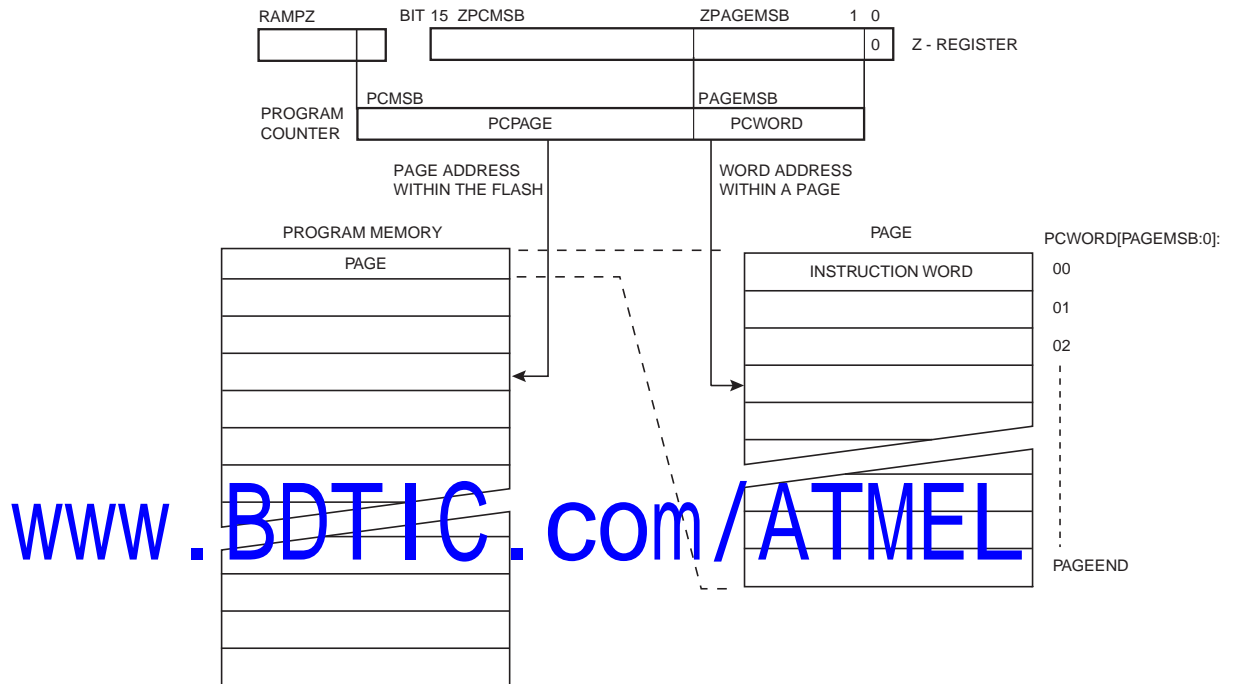 RAMPZ
BIT 15 ZPCMSB ZPAGEMSB 1 0
0 Z - REGISTER
PCMSB PAGEMSB
PROGRAM
COUNTER
PCPAGE PCWORD
PAGE ADDRESS
WITHIN THE FLASH
WORD ADDRESS
WITHIN A PAGE
PROGRAM MEMORY
PAGE
PAGE
PCWORD[PAGEMSB:0]:
INSTRUCTION WORD
00
01
02
PAGEEND
www.BDTIC.com/ATMEL